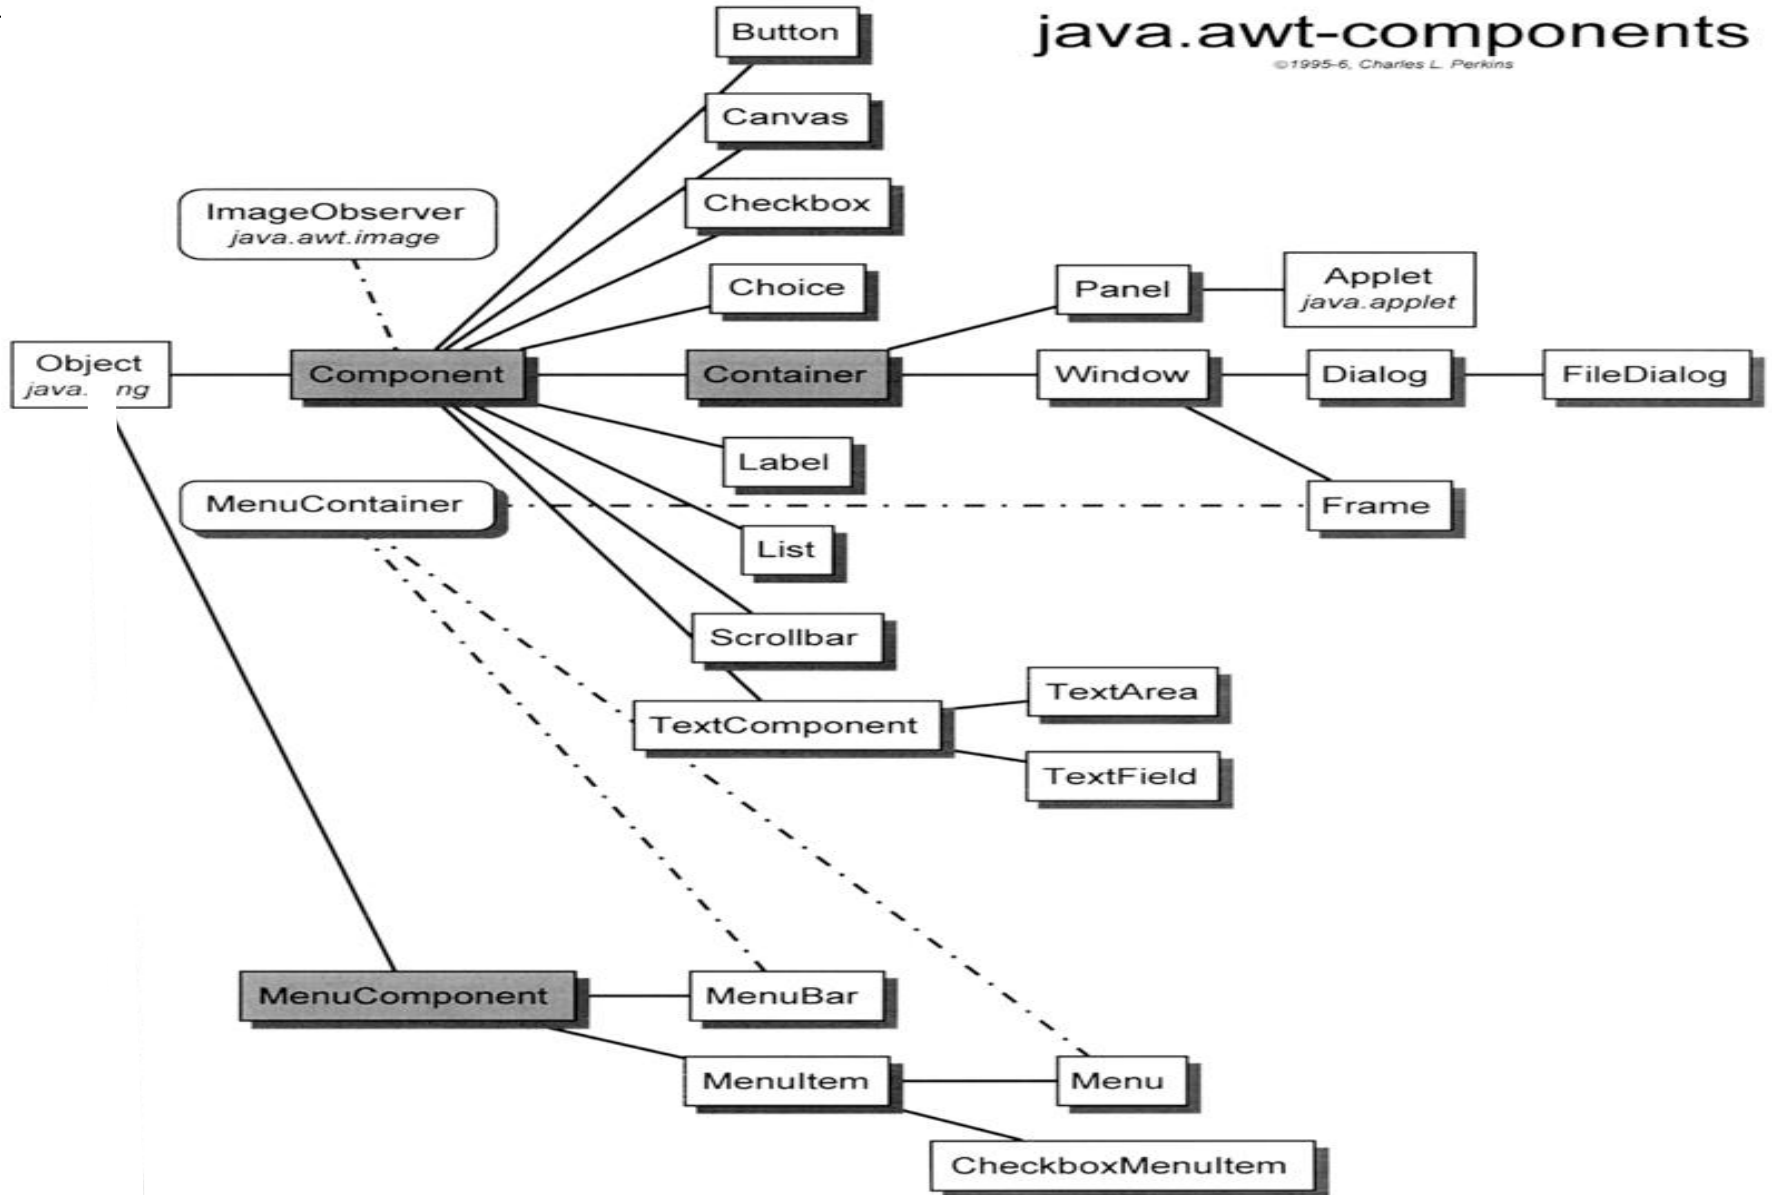 java.awt-components
©1995-6, Charles L. Perkins
Button
Canvas
Checkbox
ImageObserver
java.awt.image
Choice
Panel
Applet
java.applet
Object
java. ng
Component
Container
Window
Dialog
FileDialog
Label
MenuContainer
Frame
List
Scrollbar
TextArea
TextComponent
TextField
MenuComponent
MenuBar
MenuItem
Menu
CheckboxMenuItem